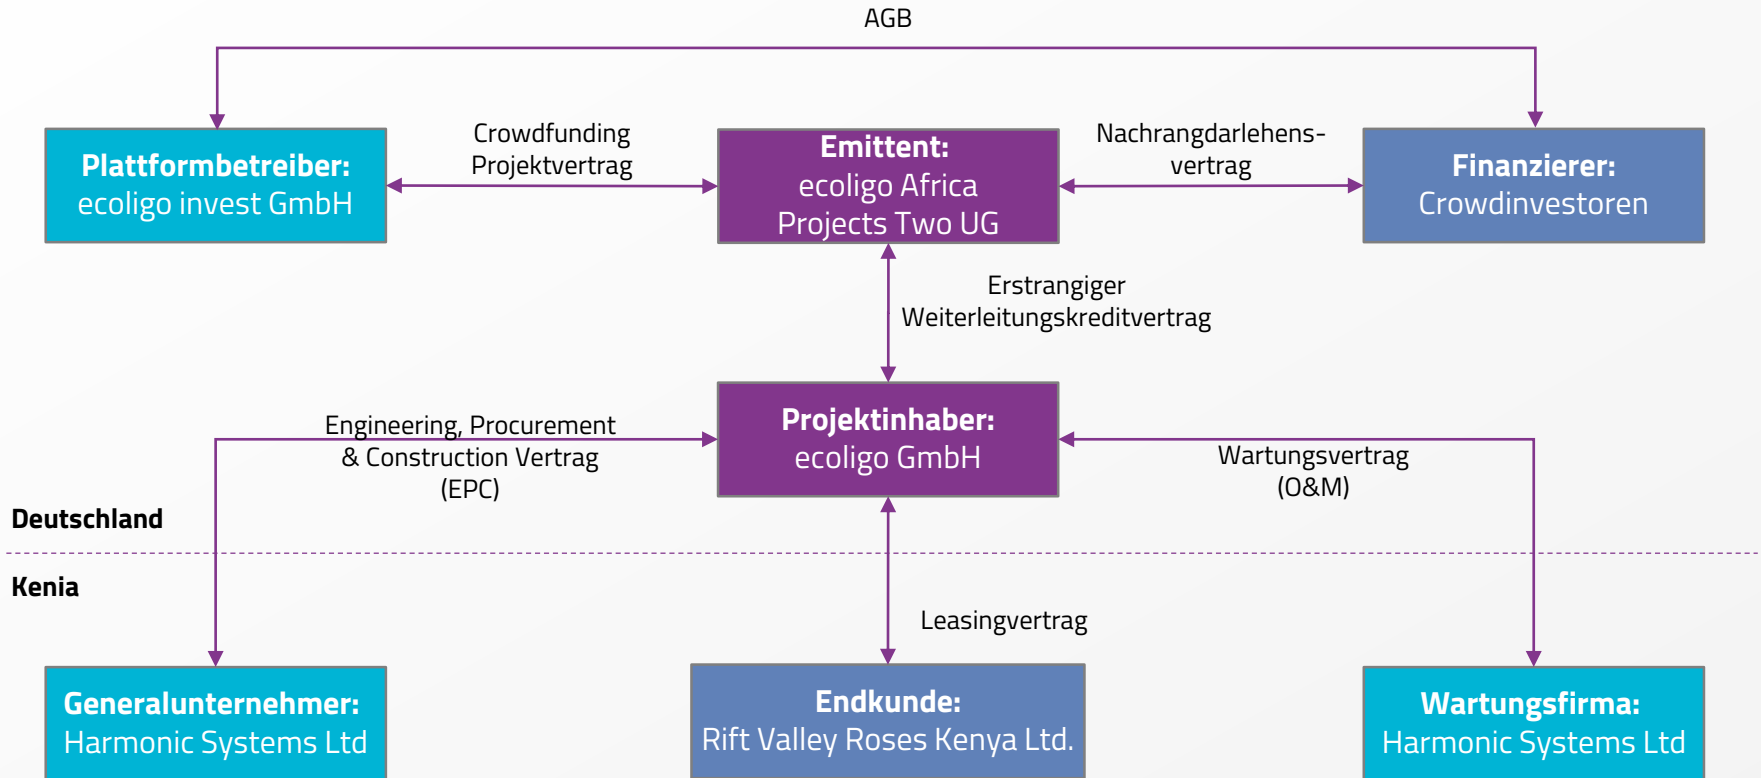 AGB
Plattformbetreiber:
ecoligo invest GmbH
Crowdfunding
Projektvertrag
Emittent:
ecoligo Africa
Projects Two UG
Nachrangdarlehens-
vertrag
Finanzierer:
Crowdinvestoren
Erstrangiger
Weiterleitungskreditvertrag
Engineering, Procurement
& Construction Vertrag
(EPC)
Projektinhaber:
ecoligo GmbH
Wartungsvertrag
(O&M)
Deutschland
Kenia
Leasingvertrag
Generalunternehmer:
Harmonic Systems Ltd
Endkunde:
Rift Valley Roses Kenya Ltd.
Wartungsfirma:
Harmonic Systems Ltd